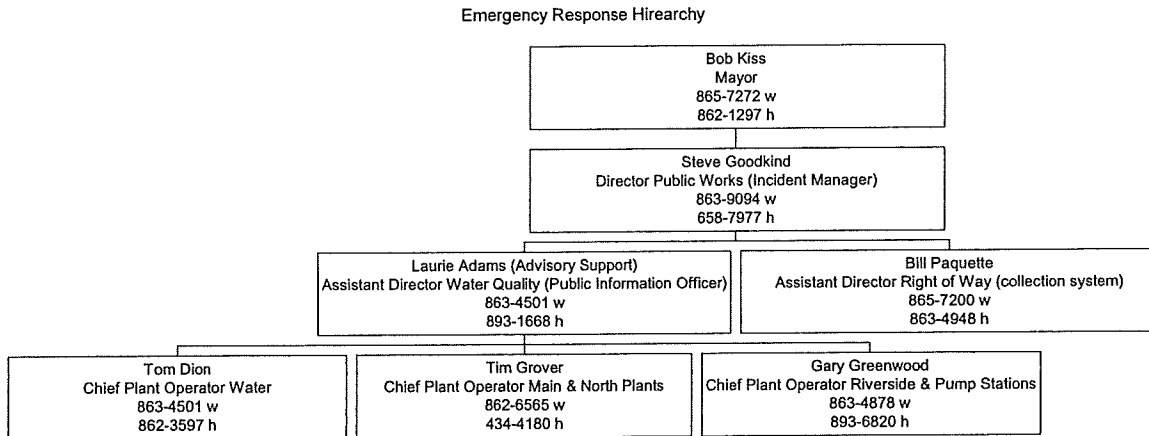 Emergency Response Hirearchy
Bob Kiss
Mayor
865-7272 w
862-1297 h
Steve Goodkind
Director Public Works (Incident Manager)
863-9094 w
658-7977 h
Laurie Adams (Advisory Support)
Assistant Director Water Quality (Public Information Officer)
863-4501 w
893-1668 h
Bill Paquette
Assistant Director Right of Way (collection system)
865-7200 w
863-4948 h
Tom Dion
Chief Plant Operator Water
863-4501 w
862-3597 h
Tim Grover
Chief Plant Operator Main & North Plants
862-6565 w
434-4180 h
Gary Greenwood
Chief Plant Operator Riverside & Pump Stations
863-4878 w
893-6820 h